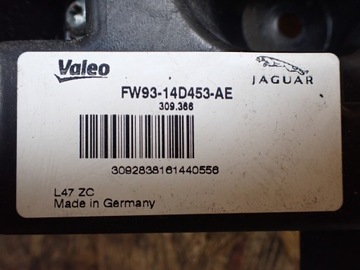 Valeo
JAGUAR
FW93-14D453-AE
309.366
3092838161440556
L47 ZC
Made in Germany